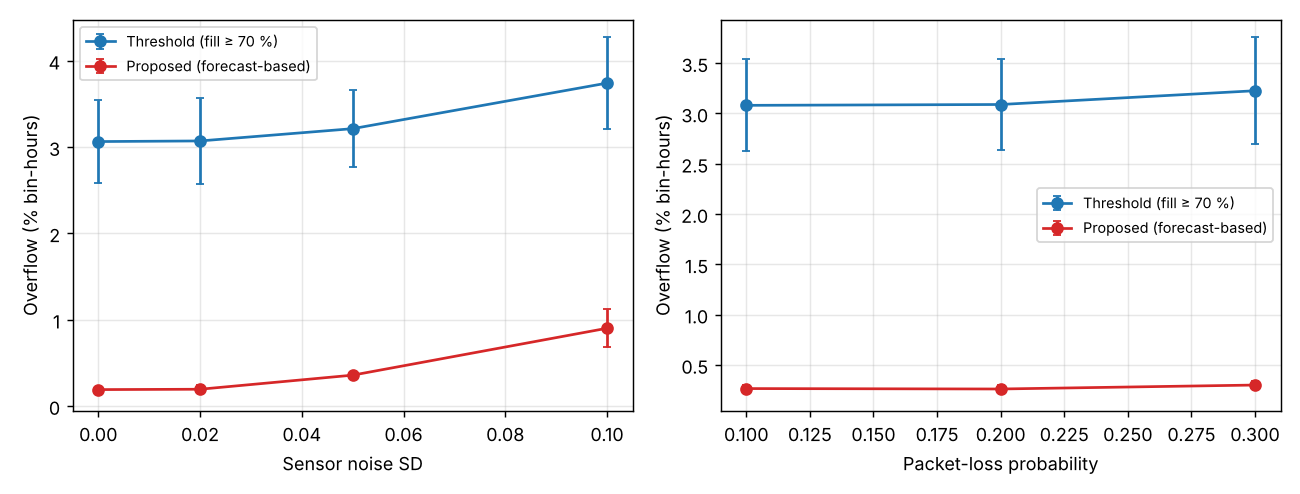 Threshold (fill ≥ 70 %)
Proposed (forecast-based)
Overflow (% bin-hours)
4
3
2
1
0
0.00 0.02 0.04 0.06 0.08 0.10
Sensor noise SD
Threshold (fill ≥ 70 %)
Proposed (forecast-based)
Overflow (% bin-hours)
3.5
3.0
2.5
2.0
1.5
1.0
0.5
0.100 0.125 0.150 0.175 0.200 0.225 0.250 0.275 0.300
Packet-loss probability